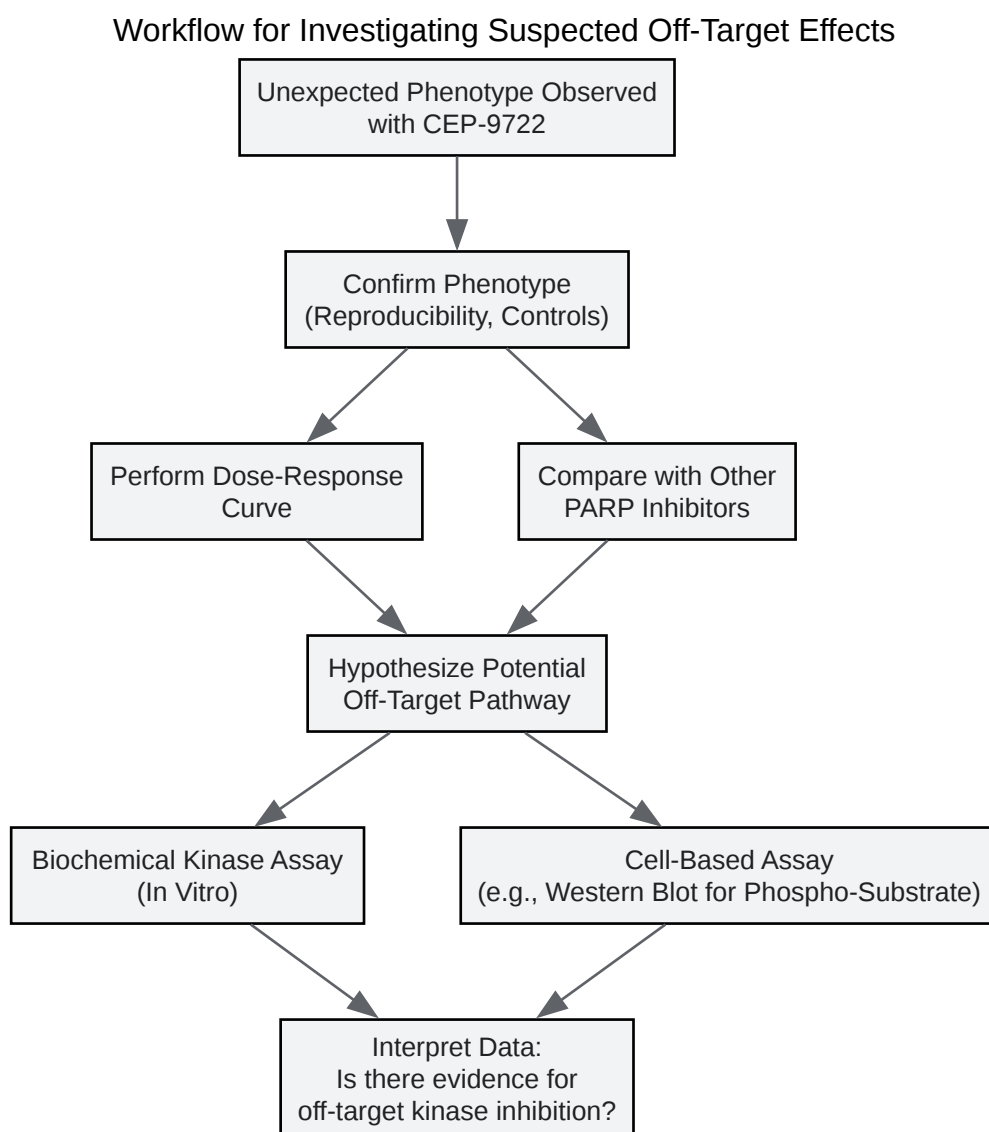 Workflow for Investigating Suspected Off-Target Effects
Unexpected Phenotype Observed
with CEP-9722
Confirm Phenotype
(Reproducibility, Controls)
Perform Dose-Response
Curve
Compare with Other
PARP Inhibitors
Hypothesize Potential
Off-Target Pathway
Biochemical Kinase Assay
(In Vitro)
Cell-Based Assay
(e.g., Western Blot for Phospho-Substrate)
Interpret Data:
Is there evidence for
off-target kinase inhibition?